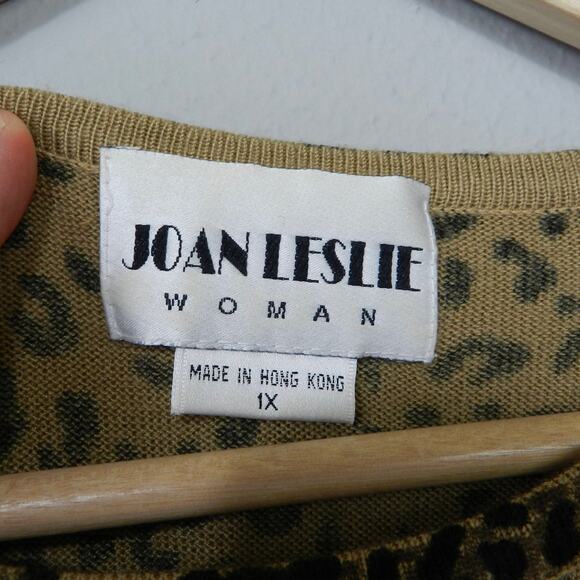 JOAN LESLIE
WOMAN
MADE IN HONG KONG
1X